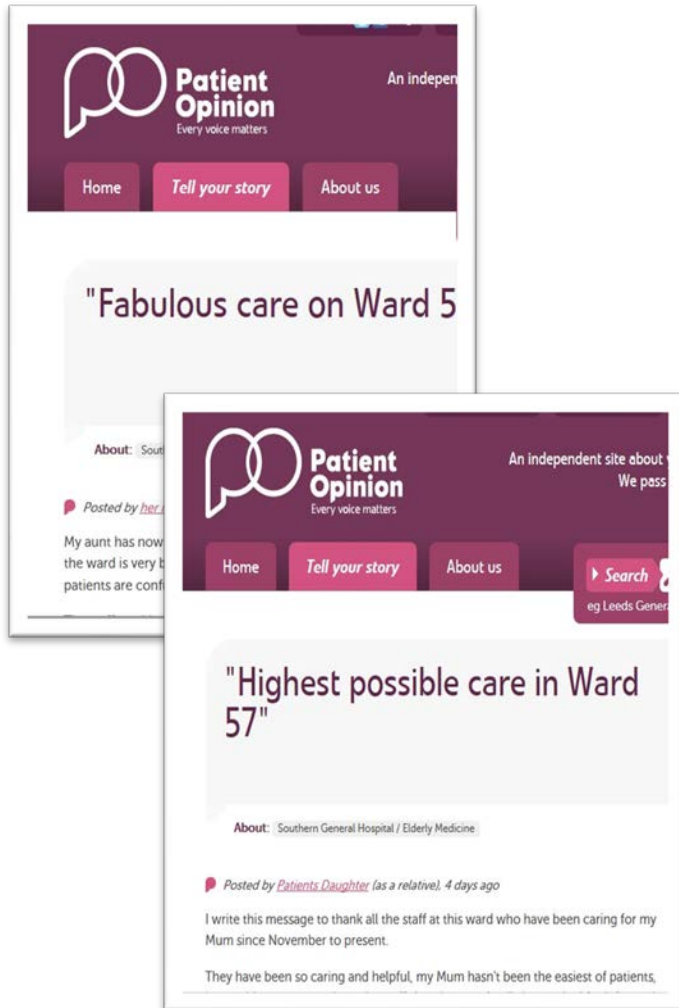 Patient
Opinion
Every voice matters
An indepen
Home
Tell your story
About us
"Fabulous care on Ward 5
About: Sout
Posted by her
My aunt has now
the ward is very b
patients are conf
Patient
Opinion
Every voice matters
An independent site about
We pass
Home
Tell your story
About us
Search
eg Leeds Genera
"Highest possible care in Ward
57"
About: Southern General Hospital / Elderly Medicine
Posted by Patients Daughter (as a relative), 4 days ago
I write this message to thank all the staff at this ward who have been caring for my
Mum since November to present.
They have been so caring and helpful, my Mum hasn't been the easiest of patients,